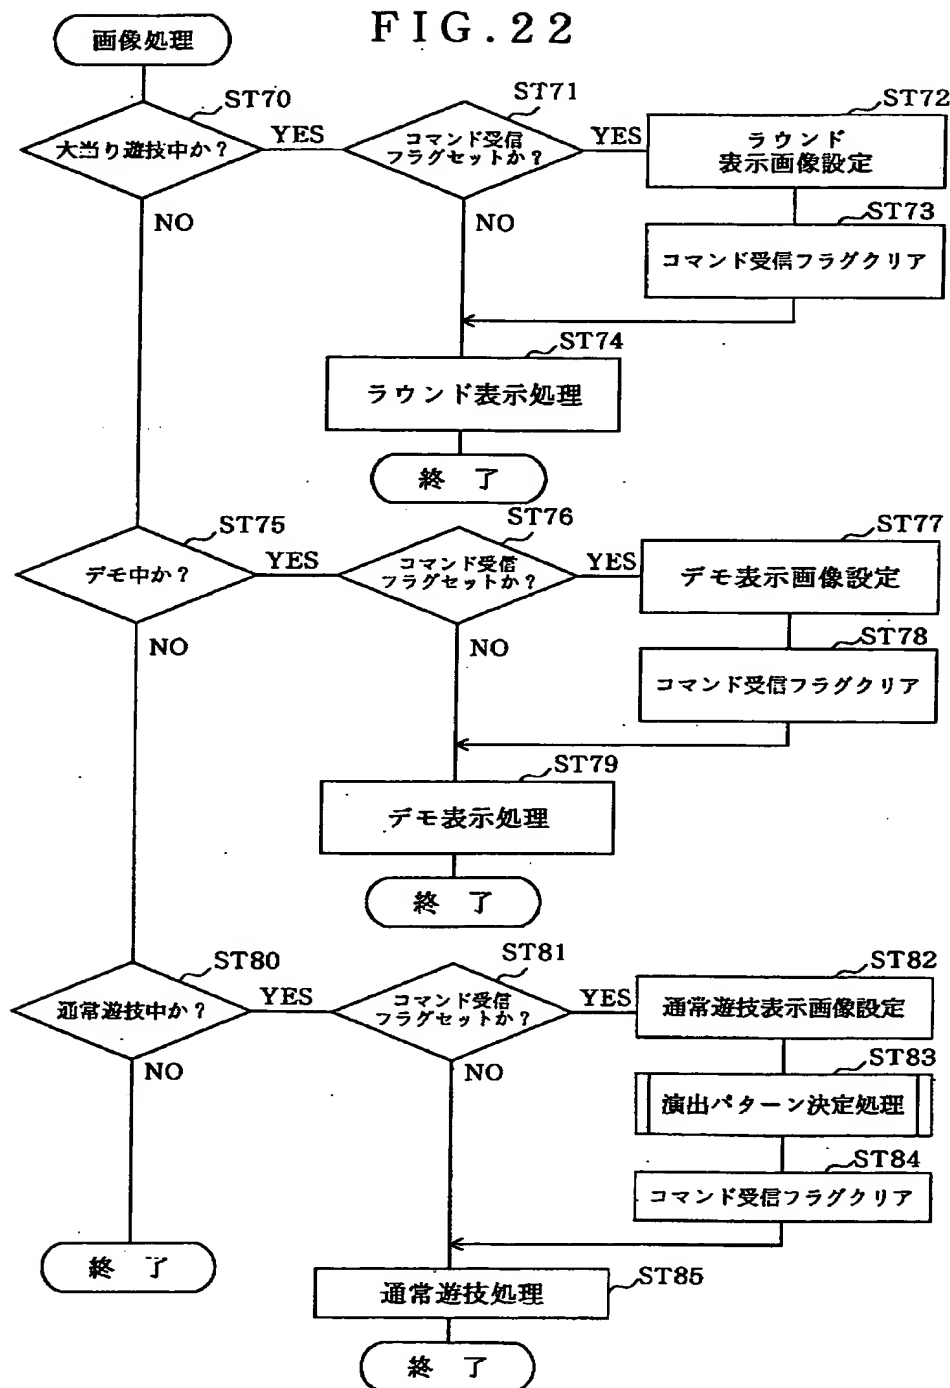 FIG.22
画像処理
ST70
大当り遊技中か？
YES
NO
ST71
コマンド受信
フラグセットか？
YES
NO
ST72
ラウンド
表示画像設定
ST73
コマンド受信フラグクリア
ST74
ラウンド表示処理
終 了
ST75
デモ中か？
YES
NO
ST76
コマンド受信
フラグセットか？
YES
NO
ST77
デモ表示画像設定
ST78
コマンド受信フラグクリア
ST79
デモ表示処理
終 了
ST80
通常遊技中か？
YES
NO
終 了
ST81
コマンド受信
フラグセットか？
YES
NO
ST82
通常遊技表示画像設定
ST83
演出パターン決定処理
ST84
コマンド受信フラグクリア
ST85
通常遊技処理
終 了